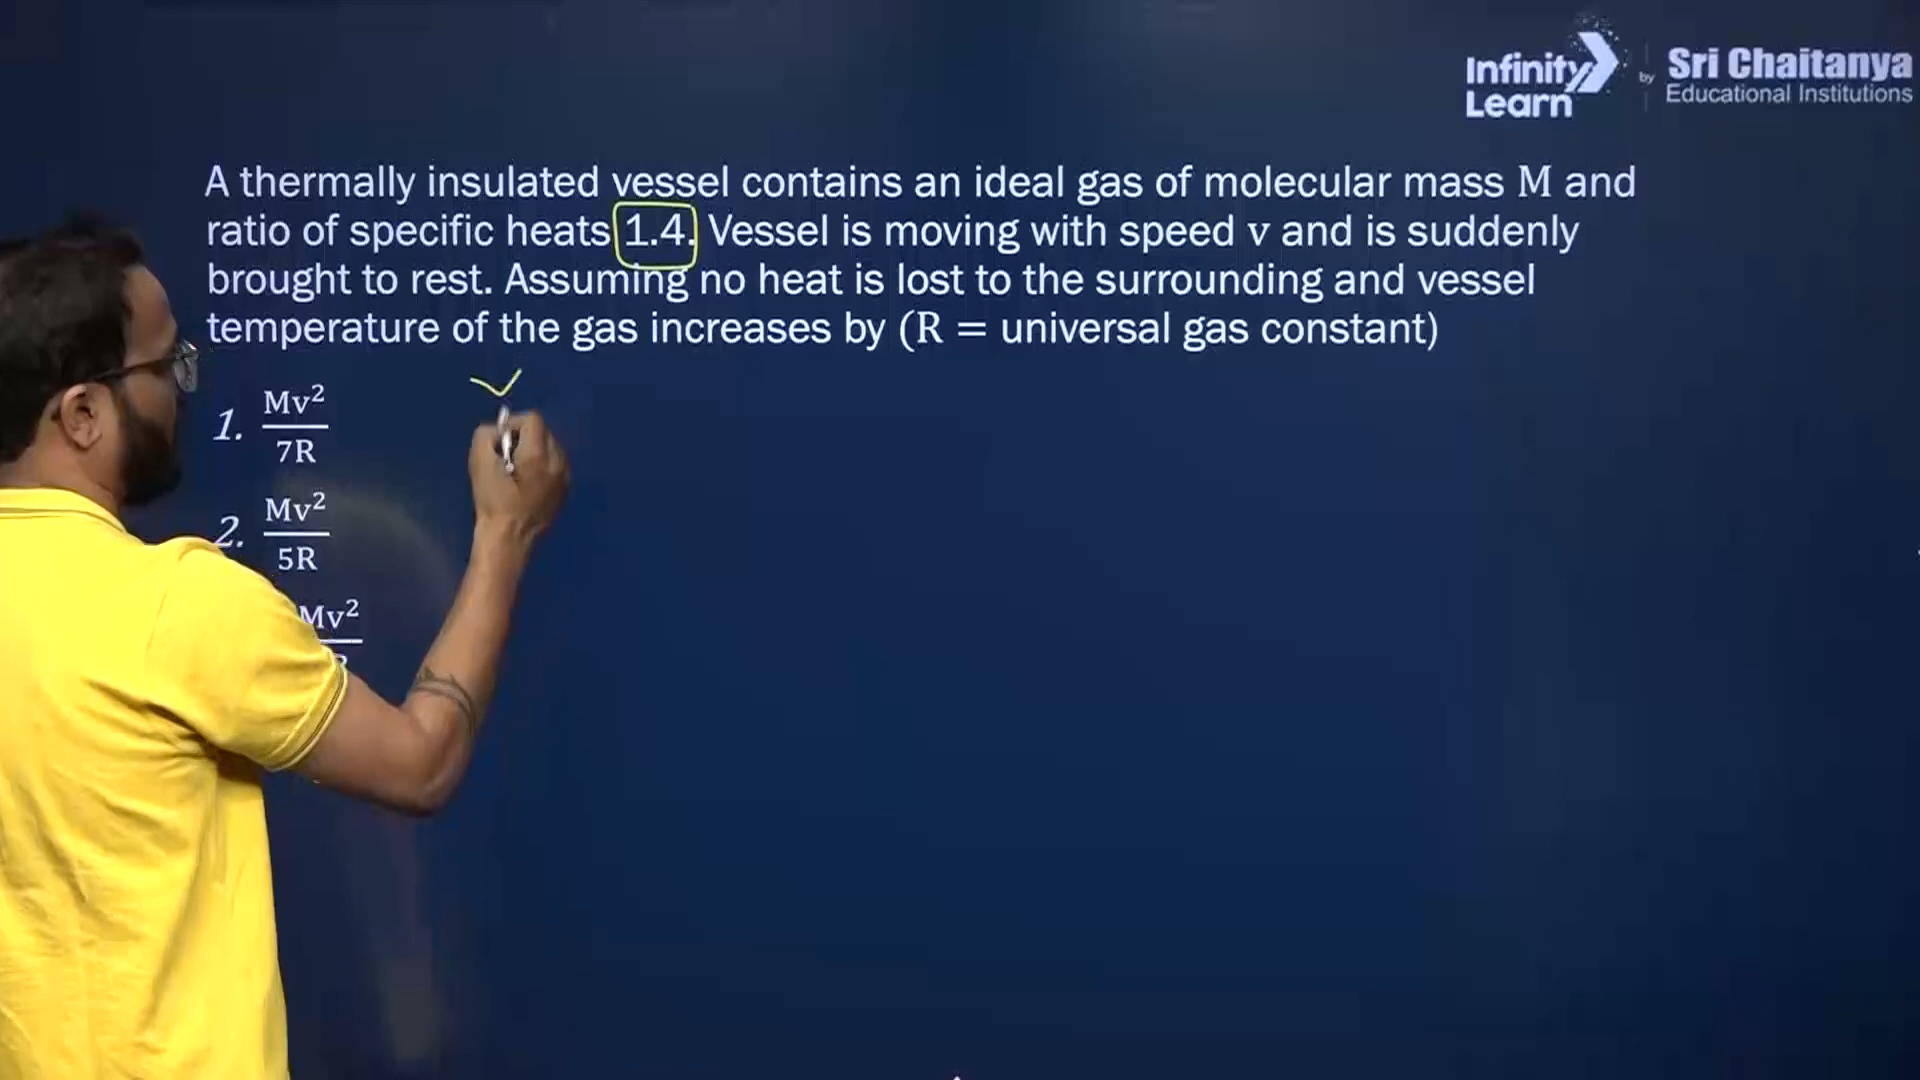 Infinity
Learn
by
Sri Chaitanya
Educational Institutions
A thermally insulated vessel contains an ideal gas of molecular mass M and
ratio of specific heats 1.4. Vessel is moving with speed v and is suddenly
brought to rest. Assuming no heat is lost to the surrounding and vessel
temperature of the gas increases by (R = universal gas constant)
1. Mv²
7R
2. Mv²
5R
Mv²